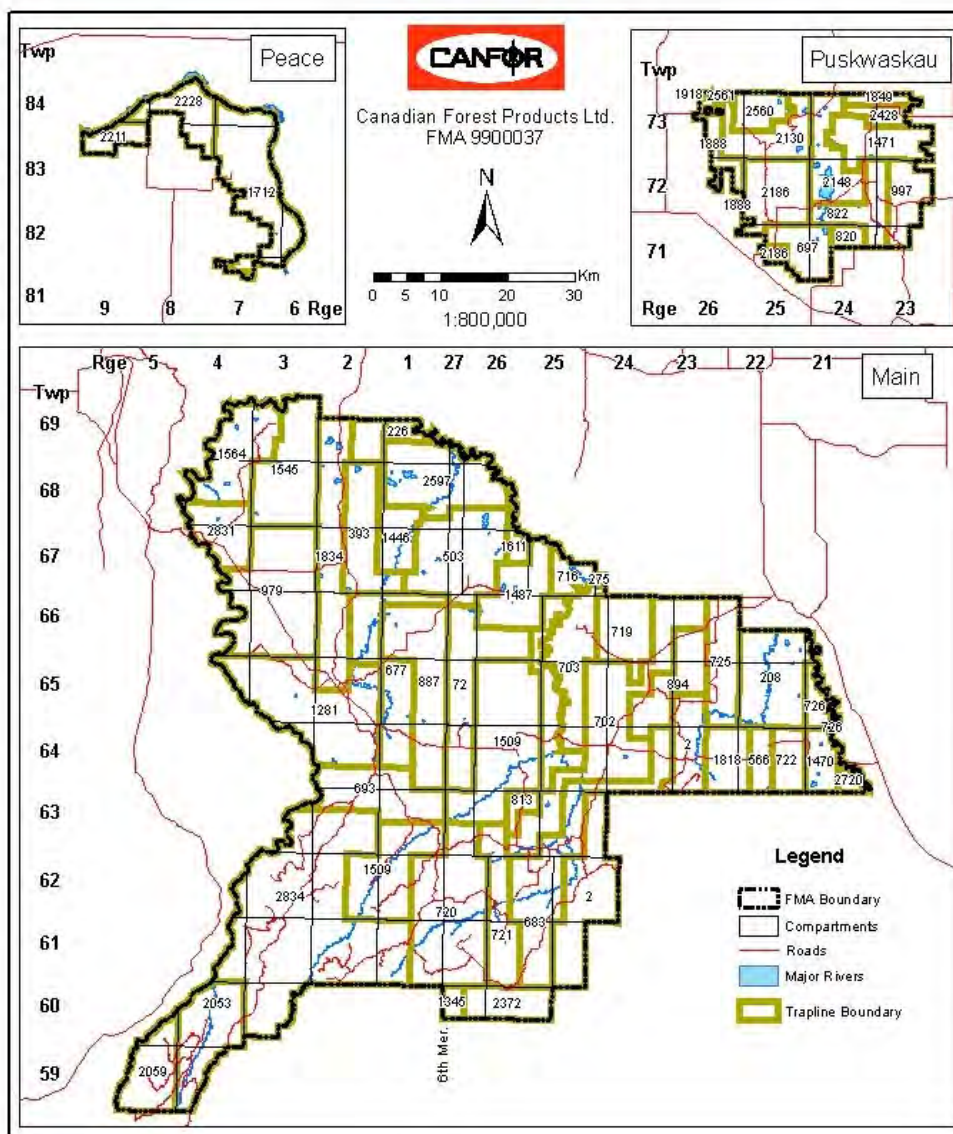 Twp
Peace
84
2228
2211
83
1712
82
81
9 8 7 6 Rge
CANFOR
Canadian Forest Products Ltd.
FMA 9900037
N
Km
0 5 10 20 30
1:800,000
Puskwaskau
Twp
1918 2561 1849
73 2560 2428
2130
1888 1471
72 2148 997
2186
1888 822
820
71 2186 697
Rge 26 25 24 23
Rge 5 4 3 2 1 27 26 25 24 23 22 21
Main
Twp
69
226
1564
1545 2597
68
2831 393 1446
1834 503 1611
67
716 275
979 1487
66
719
703 725
677 887 72
65 208
894 726
1281
702 726
64 1509 2 1818 566 722 1470
2720
693 813
63
Legend
62 1509
2834 2
FMA Boundary
720
683
Compartments
61 721
Roads
Major Rivers
60 2053 1345 2372
Trapline Boundary
59 2059
6th Mer.